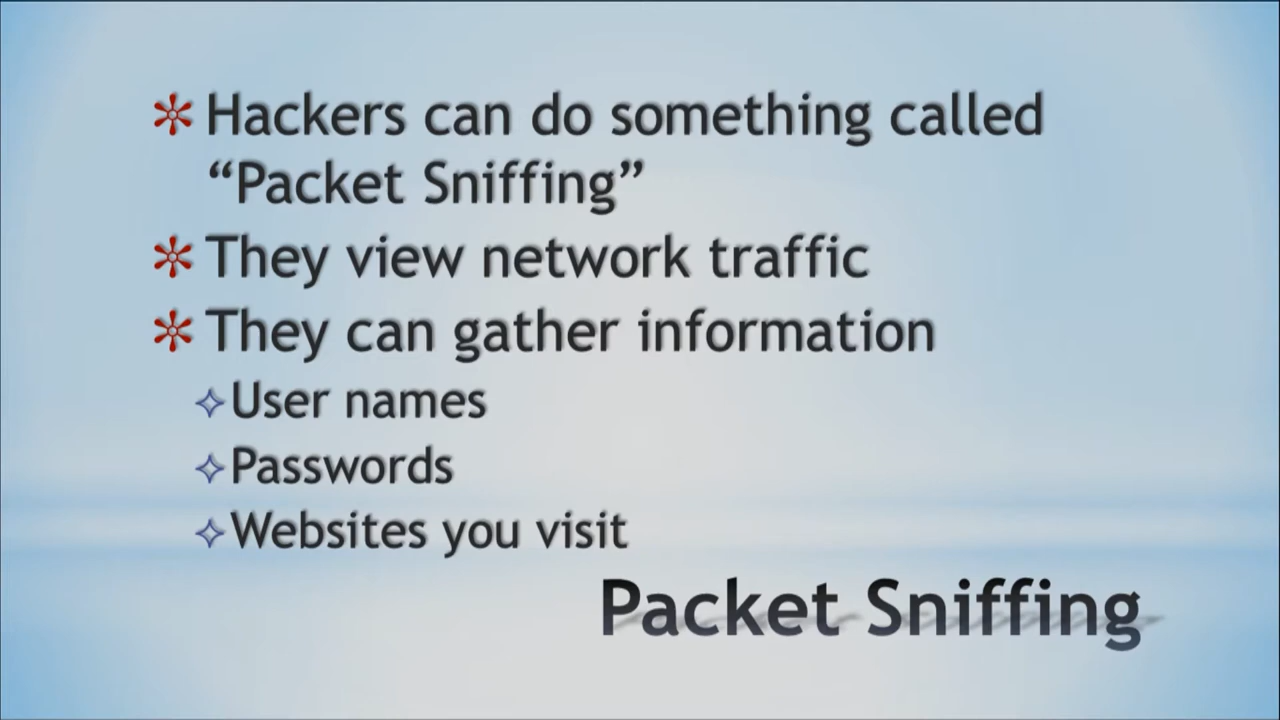 Hackers can do something called
“Packet Sniffing”
They view network traffic
They can gather information
User names
Passwords
Websites you visit
Packet Sniffing